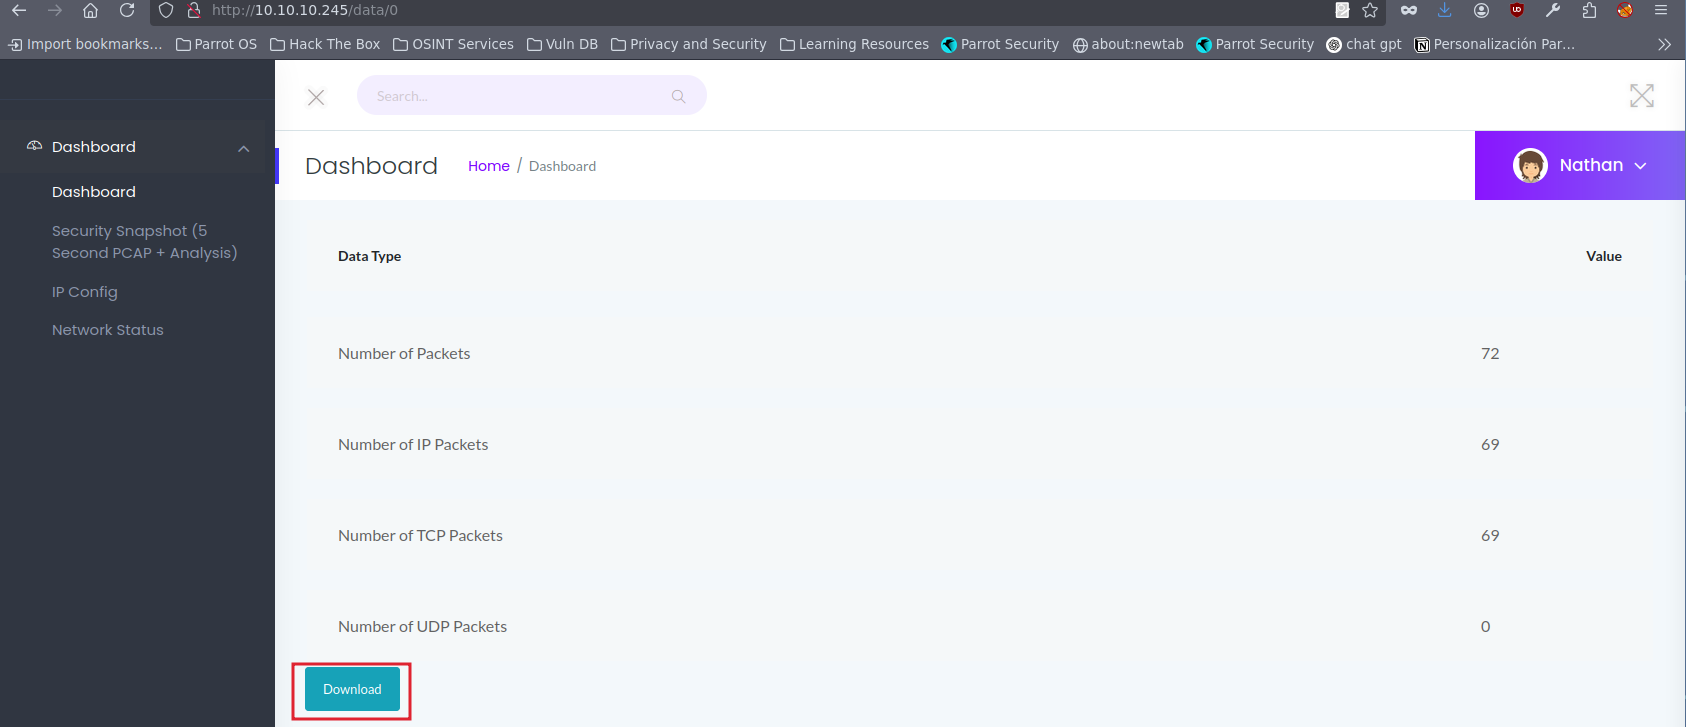 http://10.10.10.245/data/0
Import bookmarks... Parrot OS Hack The Box OSINT Services Vuln DB Privacy and Security Learning Resources Parrot Security about:newtab Parrot Security chat gpt Personalización Par...
Search...
Dashboard
Dashboard
Security Snapshot (5
Second PCAP + Analysis)
IP Config
Network Status
Dashboard Home / Dashboard
Nathan
Data Type Value
Number of Packets 72
Number of IP Packets 69
Number of TCP Packets 69
Number of UDP Packets 0
Download